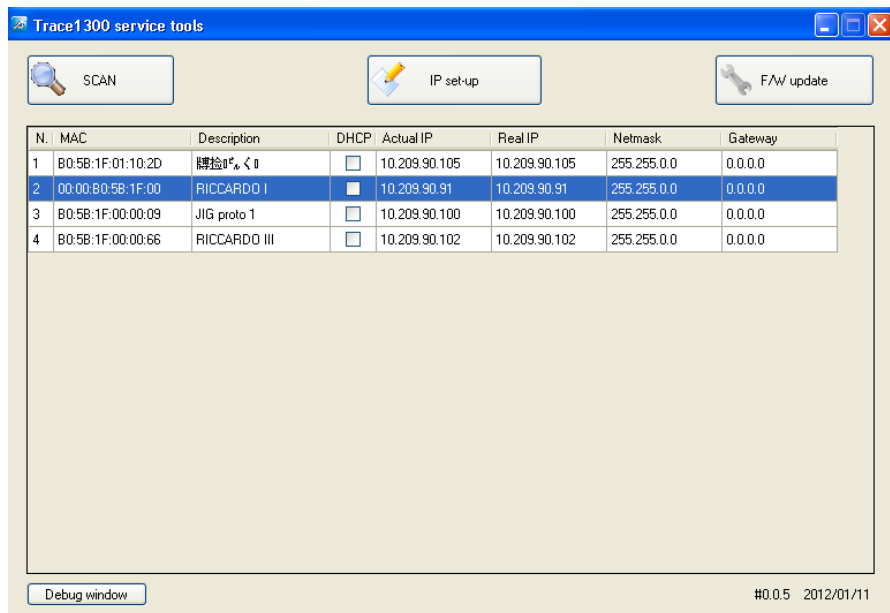 Trace1300 service tools
SCAN IP set-up F/W update
N. MAC Description DHCP Actual IP Real IP Netmask Gateway
1 B0:5B:1F:01:10:2D 10.209.90.105 10.209.90.105 255.255.0.0 0.0.0.0
2 00:00:B0:5B:1F:00 RICCARDO I 10.209.90.91 10.209.90.91 255.255.0.0 0.0.0.0
3 B0:5B:1F:00:00:09 JIG proto 1 10.209.90.100 10.209.90.100 255.255.0.0 0.0.0.0
4 B0:5B:1F:00:00:66 RICCARDO III 10.209.90.102 10.209.90.102 255.255.0.0 0.0.0.0
Debug window #0.0.5 2012/01/11